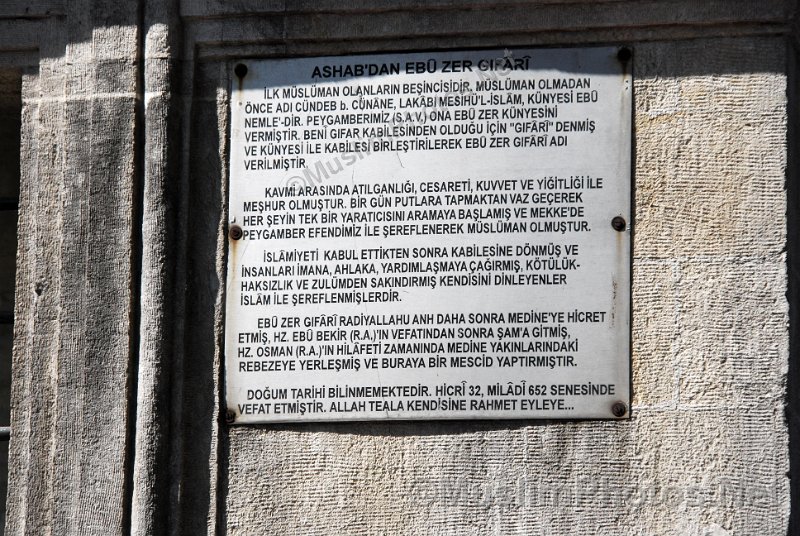 ASHAB'DAN EBÛ ZER GIFÂRÎ
İLK MÜSLÜMAN OLANLARIN BEŞİNCİSİDİR, MÜSLÜMAN OLMADAN
ÖNCE ADI CÜNDEB b. CÜNÂNE, LAKÂBI MESİHÜ'L-İSLÂM, KÜNYESİ EBÛ
NEMLE'-DİR. PEYGAMBERİMİZ (S.A.V.) ONA EBÛ ZER KÜNYESİNİ
VERMİŞTİR. BENİ GIFAR KABİLESİNDEN OLDUĞU İÇİN "GIFÂRÎ" DENMİŞ
VE KÜNYESİ İLE KABİLESİ BİRLEŞTİRİLEREK EBÛ ZER GIFÂRÎ ADI
VERİLMİŞTİR.
KAVMİ ARASINDA ATILGANLIĞI, CESARETİ, KUVVET VE YİĞİTLİĞİ İLE
MEŞHUR OLMUŞTUR. BİR GÜN PUTLARA TAPMAKTAN VAZ GEÇEREK
HER ŞEYİN TEK BİR YARATICISINI ARAMAYA BAŞLAMIŞ VE MEKKE'DE
PEYGAMBER EFENDİMİZ İLE ŞEREFLENEREK MÜSLÜMAN OLMUŞTUR.
İSLÂMİYETİ KABUL ETTİKTEN SONRA KABİLESİNE DÖNMÜŞ VE
İNSANLARI İMANA, AHLAKA, YARDIMLAŞMAYA ÇAĞIRMIŞ, KÖTÜLÜK-
HAKSIZLIK VE ZULÜMDEN SAKINDIRMIŞ KENDİSİNİ DİNLEYENLER
İSLÂM İLE ŞEREFLENMİŞLERDİR.
EBÛ ZER GIFÂRÎ RADİYALLAHU ANH DAHA SONRA MEDİNE'YE HİCRET
ETMİŞ, HZ. EBÛ BEKİR (R.A.)'IN VEFATINDAN SONRA ŞAM'A GİTMİŞ,
HZ. OSMAN (R.A.)'IN HİLÂFETİ ZAMANINDA MEDİNE YAKINLARINDAKİ
REBEZEYE YERLEŞMİŞ VE BURAYA BİR MESCİD YAPTIRMIŞTIR.
DOĞUM TARİHİ BİLİNMEMEKTEDİR. HİCRÎ 32, MİLÂDÎ 652 SENESİNDE
VEFAT ETMİŞTİR. ALLAH TEALA KENDİSİNE RAHMET EYLEYE...
©MuslimPhotos.Net
©MuslimPhotos.Net